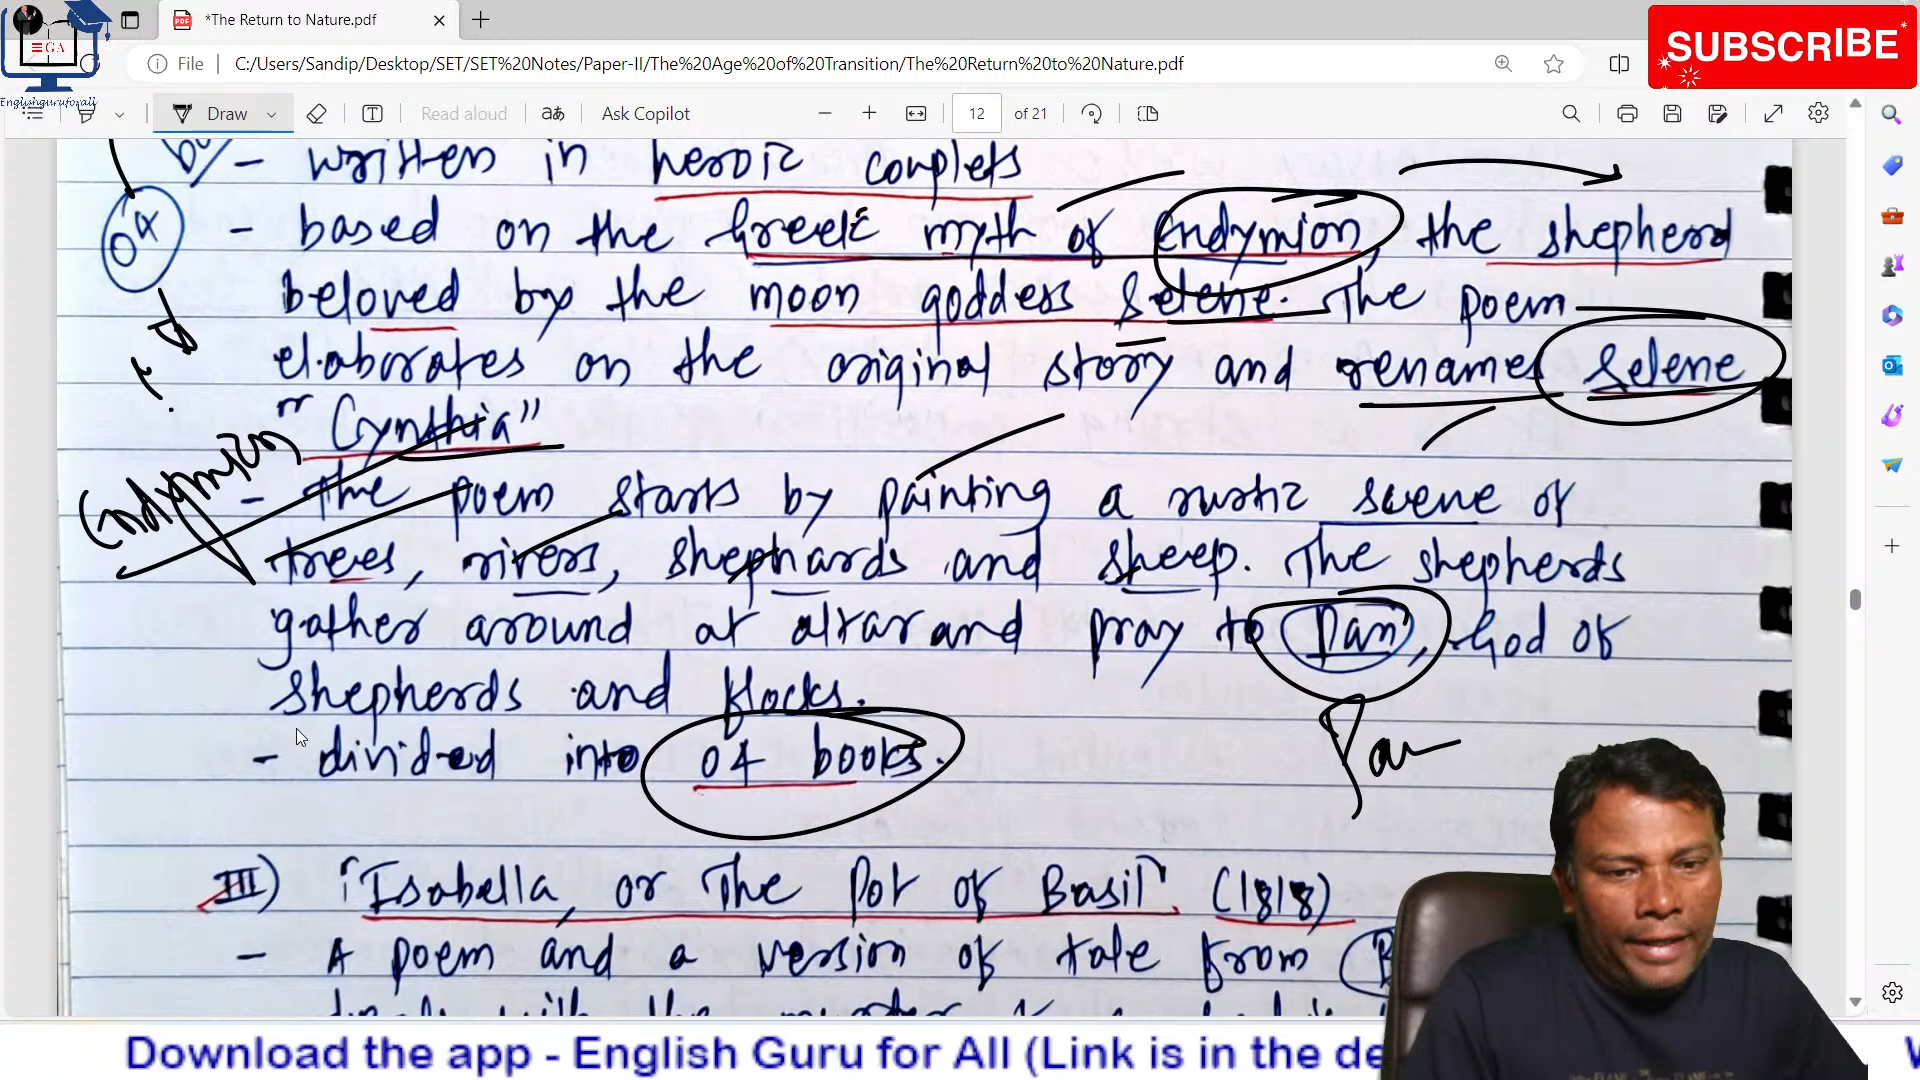 *The Return to Nature.pdf
SUBSCRIBE
≡GA
Englishguruforall
File
C:/Users/Sandip/Desktop/SET/SET%20Notes/Paper-II/The%20Age%20of%20Transition/The%20Return%20to%20Nature.pdf
Draw
Read aloud
Ask Copilot
12 of 21
- written in heroic couplets
04
- based on the Greek myth of Endymion, the shepherd
beloved by the moon goddess Selene. The poem
elaborates on the original story and renames Selene
"Cynthia"
Endymion
- The poem starts by painting a rustic scene of
trees, rivers, shephards and sheep. The shepherds
gather around at altar and pray to Pan, God of
shepherds and flocks.
- divided into 04 books.
Pan
III) 'Isabella, or The Pot of Basil' (1818)
- A poem and a version of tale from
Download the app - English Guru for All (Link is in the de